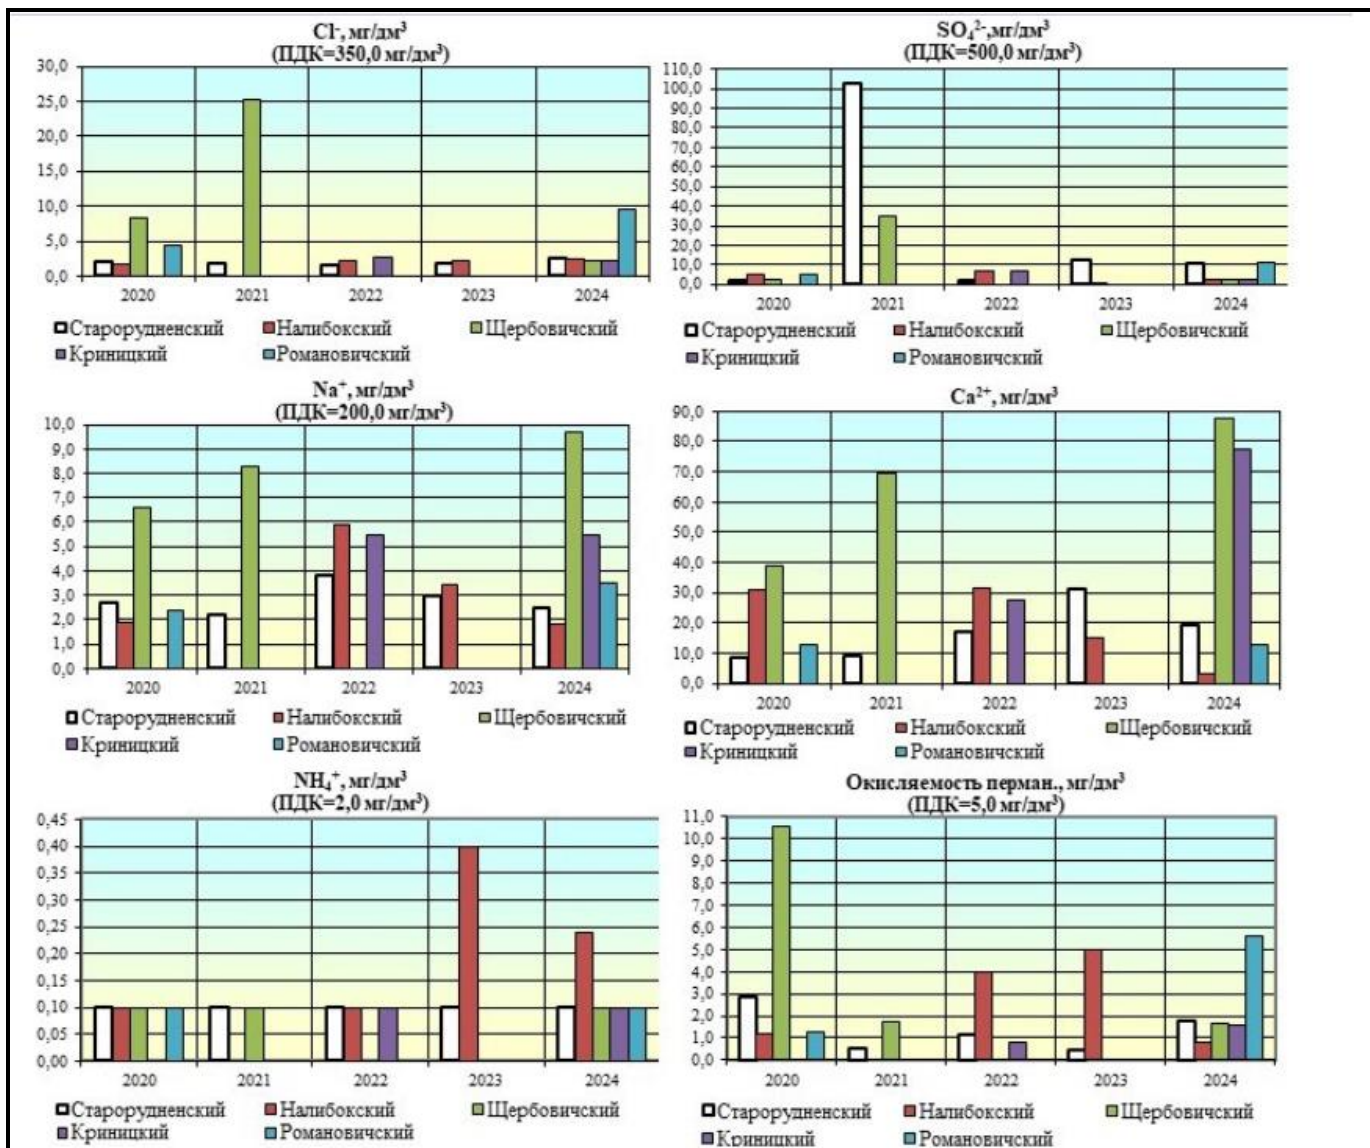 Cl⁻, мг/дм³
(ПДК=350,0 мг/дм³)
30,0
25,0
20,0
15,0
10,0
5,0
0,0
2020 2021 2022 2023 2024
Старорудненский Налибокский Щербовичский
Криницкий Романовичский
SO₄²⁻,мг/дм³
(ПДК=500,0 мг/дм³)
110,0
100,0
90,0
80,0
70,0
60,0
50,0
40,0
30,0
20,0
10,0
0,0
2020 2021 2022 2023 2024
Старорудненский Налибокский Щербовичский
Криницкий Романовичский
Na⁺, мг/дм³
(ПДК=200,0 мг/дм³)
10,0
9,0
8,0
7,0
6,0
5,0
4,0
3,0
2,0
1,0
0,0
2020 2021 2022 2023 2024
Старорудненский Налибокский Щербовичский
Криницкий Романовичский
Ca²⁺, мг/дм³
90,0
80,0
70,0
60,0
50,0
40,0
30,0
20,0
10,0
0,0
2020 2021 2022 2023 2024
Старорудненский Налибокский Щербовичский
Криницкий Романовичский
NH₄⁺, мг/дм³
(ПДК=2,0 мг/дм³)
0,45
0,40
0,35
0,30
0,25
0,20
0,15
0,10
0,05
0,00
2020 2021 2022 2023 2024
Старорудненский Налибокский Щербовичский
Криницкий Романовичский
Окисляемость перман., мг/дм³
(ПДК=5,0 мг/дм³)
11,0
10,0
9,0
8,0
7,0
6,0
5,0
4,0
3,0
2,0
1,0
0,0
2020 2021 2022 2023 2024
Старорудненский Налибокский Щербовичский
Криницкий Романовичский